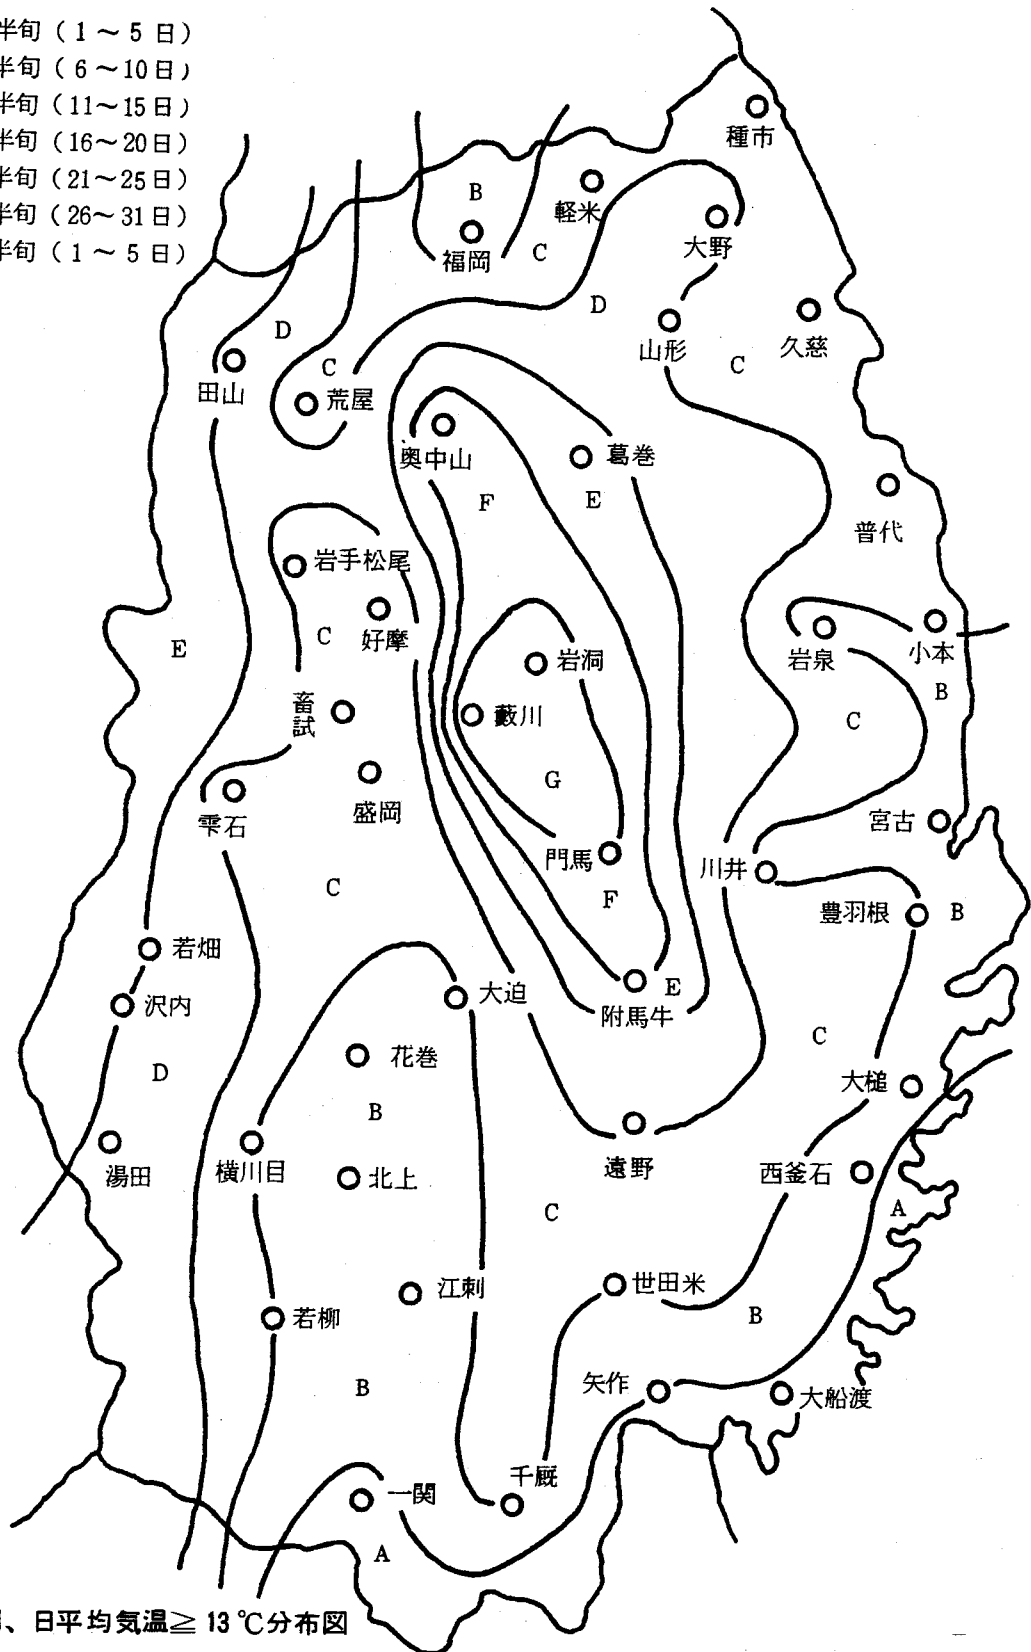 半旬（1～5日）
半旬（6～10日）
半旬（11～15日）
半旬（16～20日）
半旬（21～25日）
半旬（26～31日）
半旬（1～5日）
種市
B
軽米
福岡
C
大野
D
D
山形
久慈
C
C
田山
荒屋
奥中山
葛巻
F
E
普代
岩手松尾
C
好摩
E
岩洞
岩泉
小本
B
畜試
藪川
C
G
雫石
盛岡
宮古
門馬
川井
C
F
豊羽根
B
若畑
沢内
大迫
E
附馬牛
C
花巻
D
大槌
B
湯田
横川目
北上
遠野
西釜石
C
A
江刺
世田米
若柳
B
B
矢作
大船渡
千厩
一関
A
、日平均気温≧13℃分布図